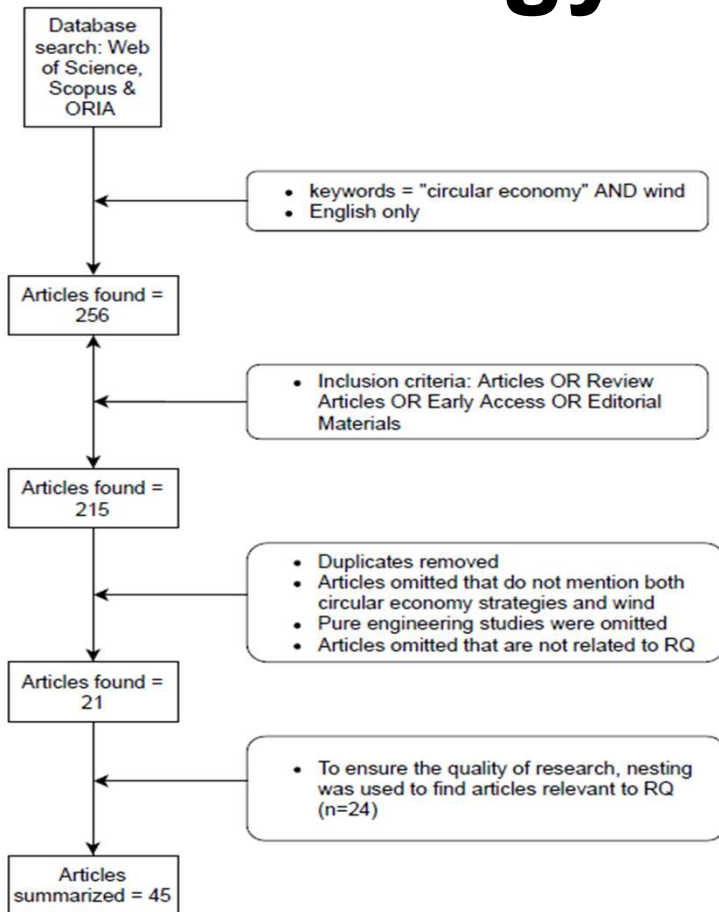 gy
Database
search: Web
of Science,
Scopus &
ORIA
• keywords = "circular economy" AND wind
• English only
Articles found =
256
• Inclusion criteria: Articles OR Review
Articles OR Early Access OR Editorial
Materials
Articles found =
215
• Duplicates removed
• Articles omitted that do not mention both
circular economy strategies and wind
• Pure engineering studies were omitted
• Articles omitted that are not related to RQ
Articles found =
21
• To ensure the quality of research, nesting
was used to find articles relevant to RQ
(n=24)
Articles
summarized = 45